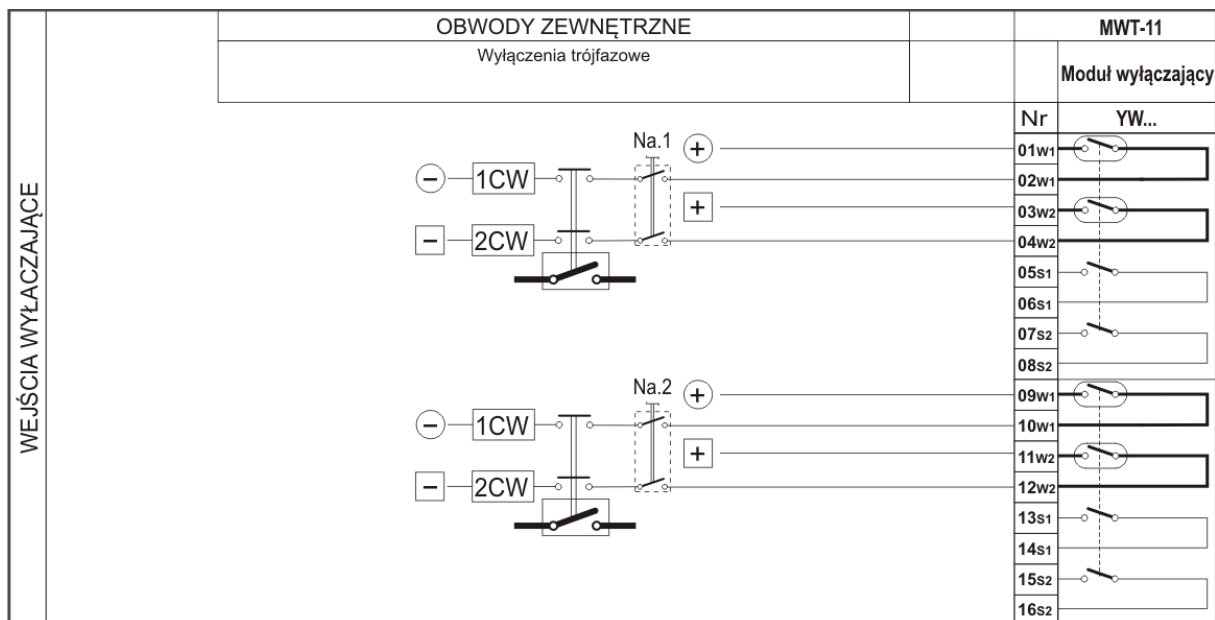 OBWODY ZEWNĘTRZNE
MWT-11
Wyłączenia trójfazowe
Moduł wyłączający
Nr
YW...
WEJŚCIA WYŁACZAJĄCE
Na.1
+
01w1
−
1CW
02w1
+
03w2
−
2CW
04w2
05s1
06s1
07s2
08s2
Na.2
+
09w1
−
1CW
10w1
+
11w2
−
2CW
12w2
13s1
14s1
15s2
16s2